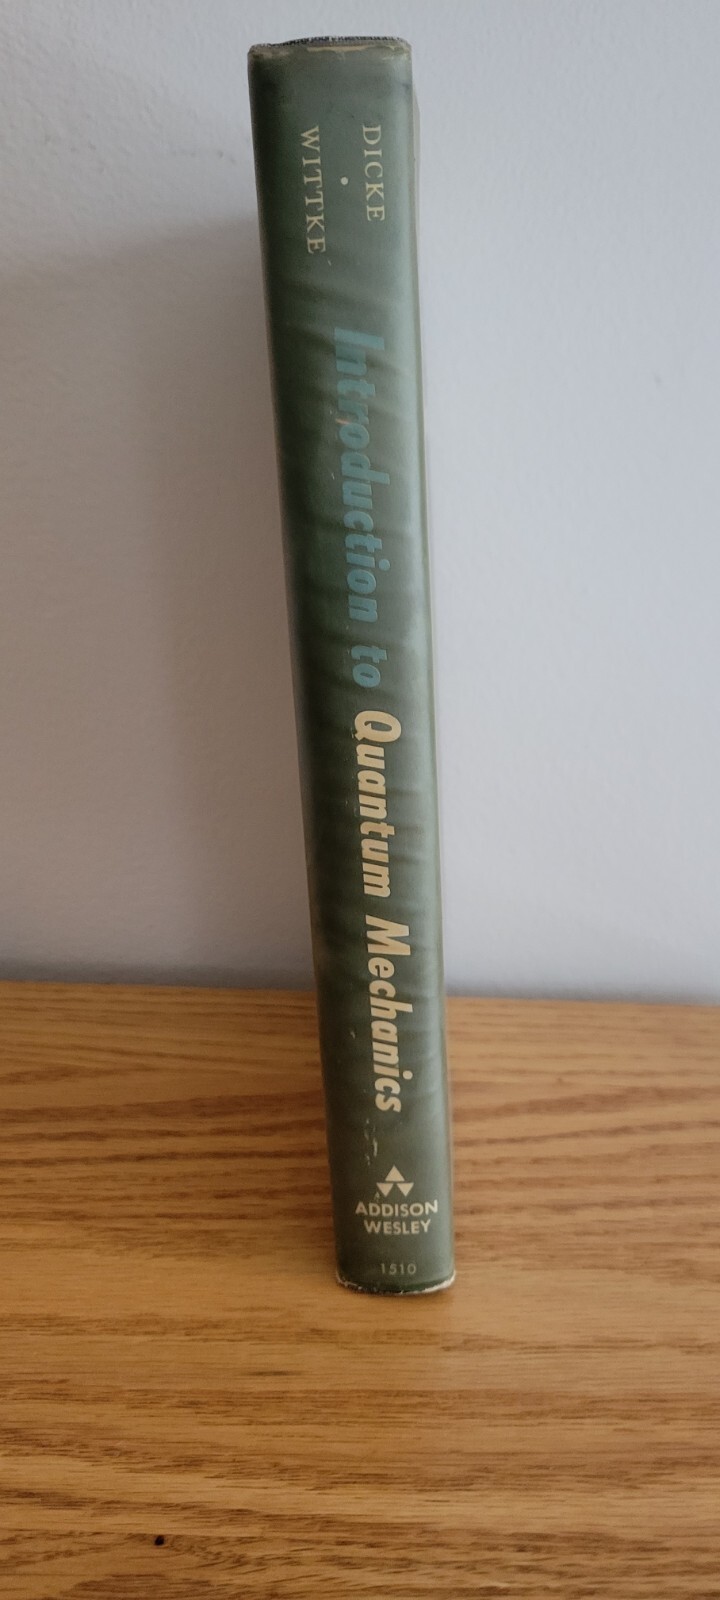 DICKE
•
WITTKE
Introduction to Quantum Mechanics
ADDISON
WESLEY
1510